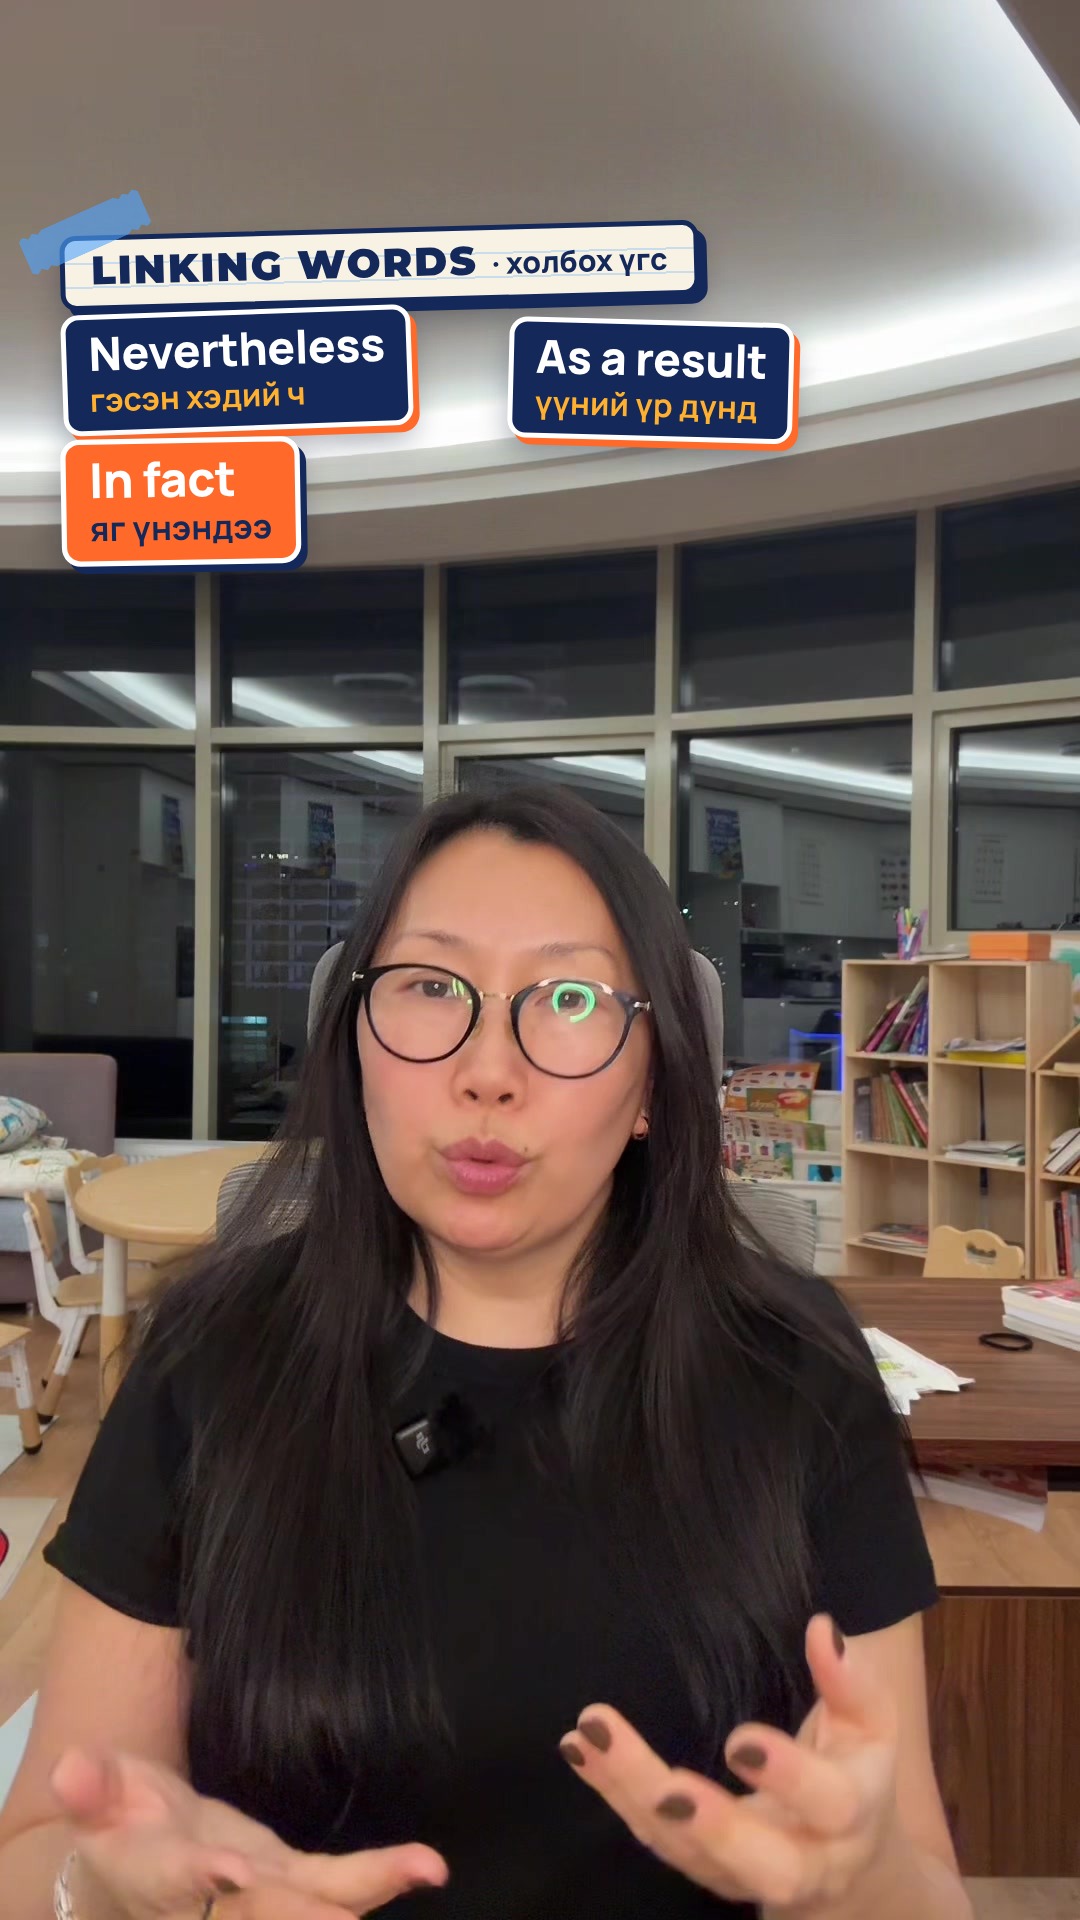 LINKING WORDS · холбох үгс
Nevertheless
гэсэн хэдий ч
As a result
үүний үр дүнд
In fact
яг үнэндээ